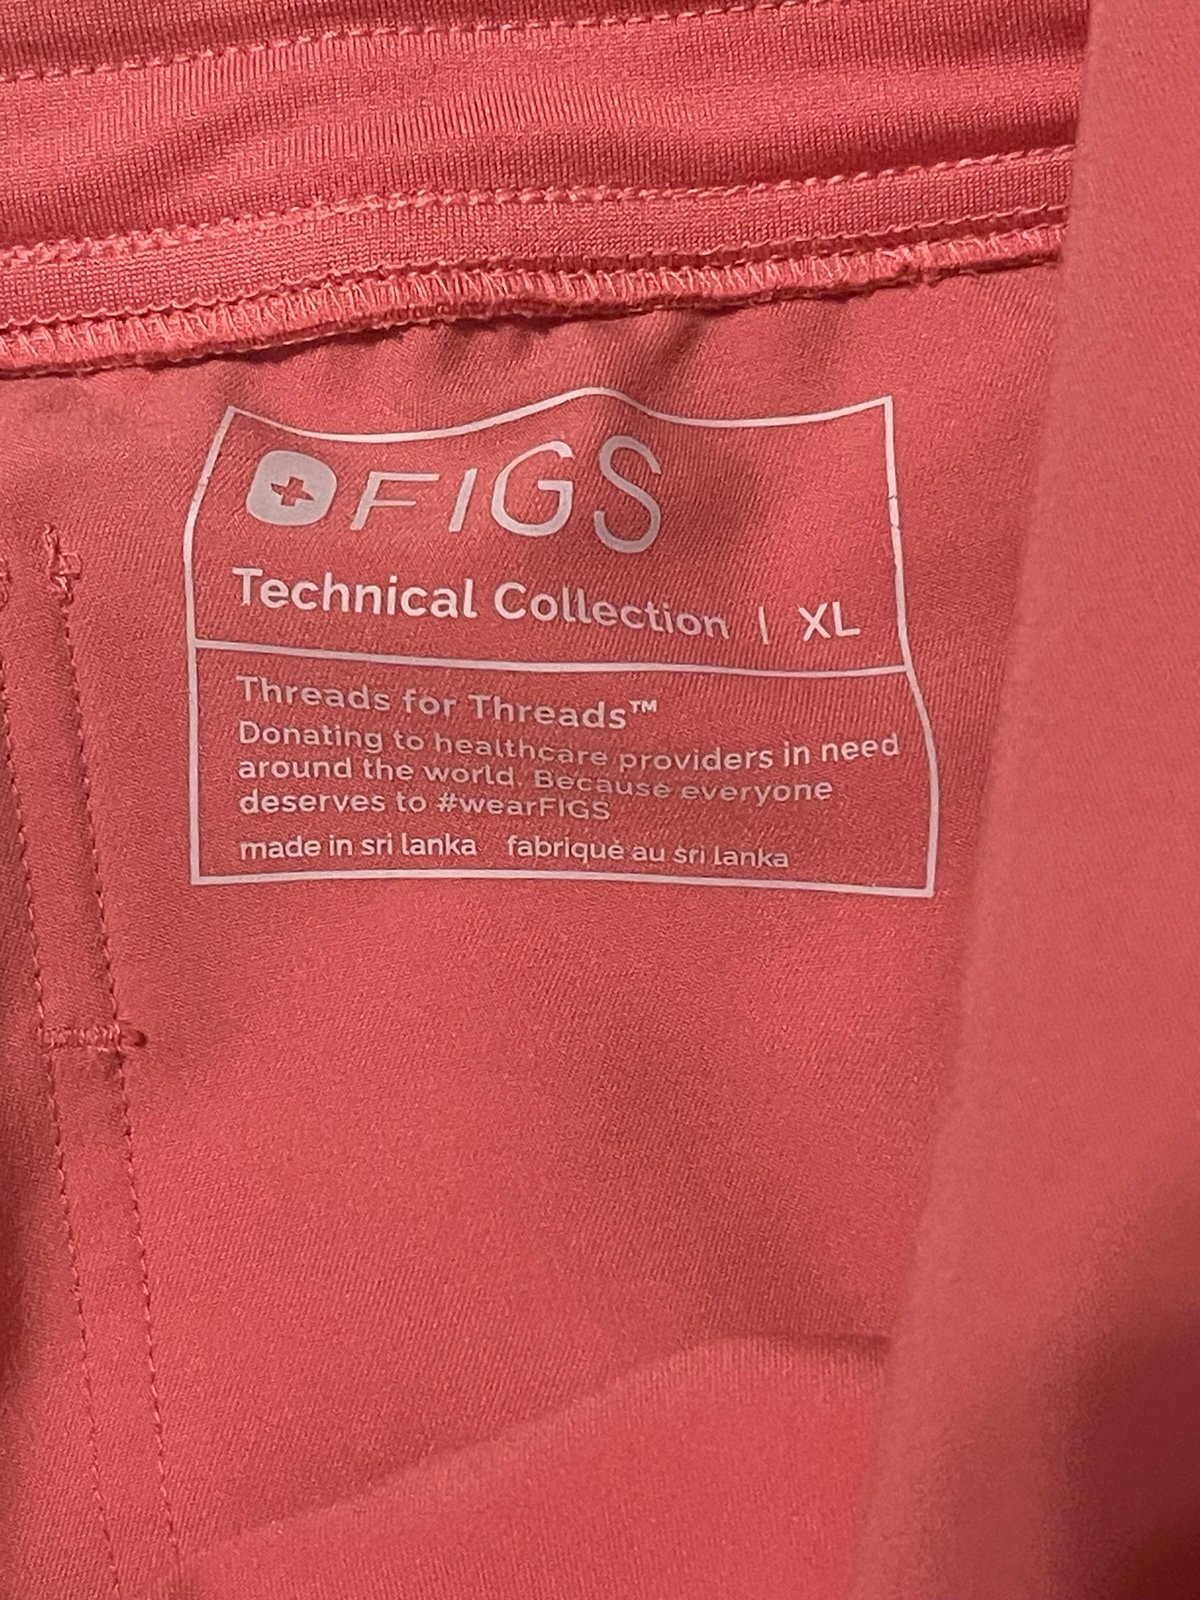 FIGS
Technical Collection | XL
Threads for Threads™
Donating to healthcare providers in need
around the world. Because everyone
deserves to #wearFIGS
made in sri lanka fabriqué au sri lanka